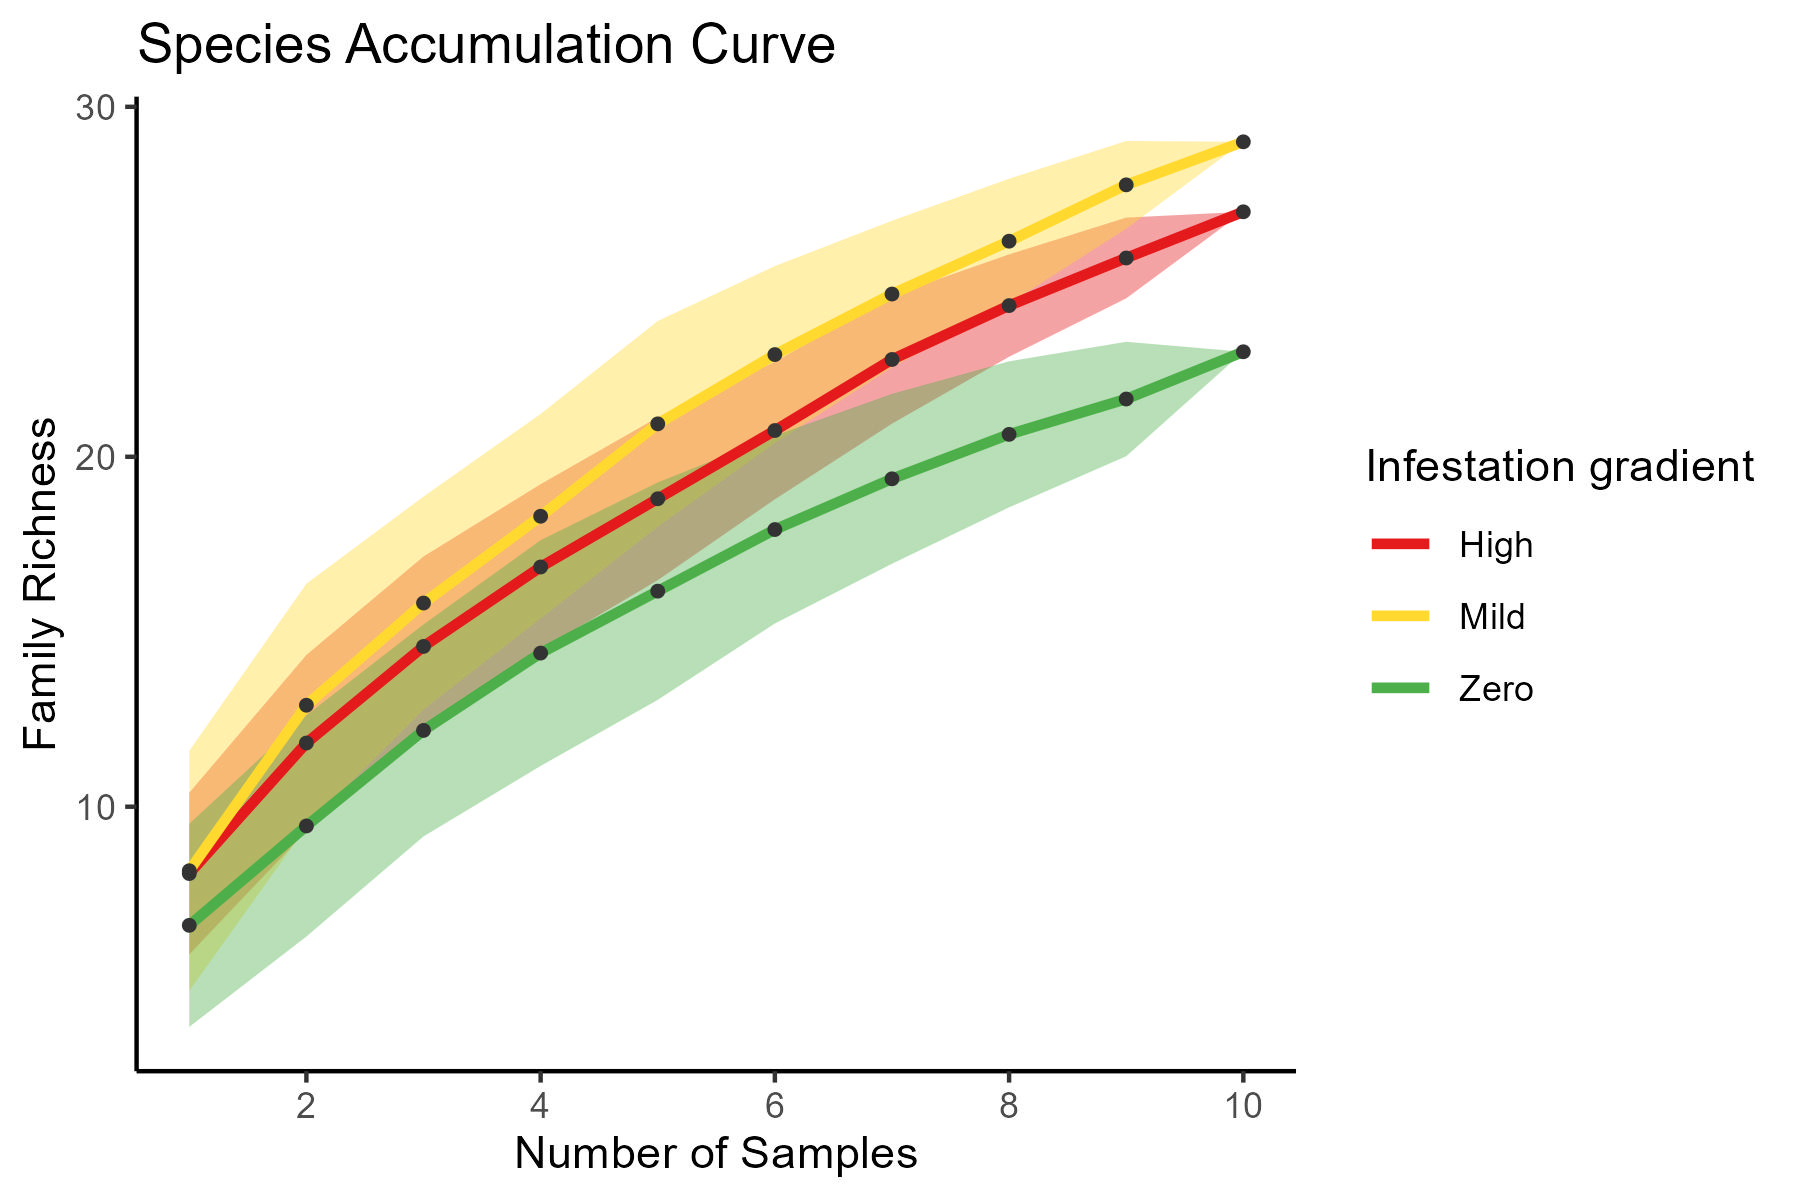 Species Accumulation Curve
30
20
10
Family Richness
2 4 6 8 10
Number of Samples
Infestation gradient
High
Mild
Zero